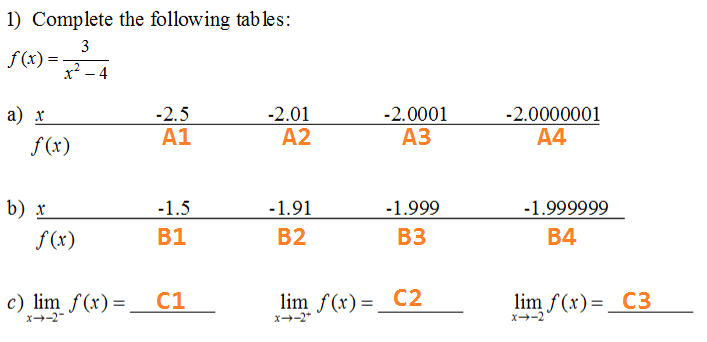 1) Complete the following tables:
f(x) = 3/(x² − 4)
a) x -2.5 -2.01 -2.0001 -2.0000001
f(x) A1 A2 A3 A4
b) x -1.5 -1.91 -1.999 -1.999999
f(x) B1 B2 B3 B4
c) lim x→-2⁻ f(x) = C1 lim x→-2⁺ f(x) = C2 lim x→-2 f(x) = C3